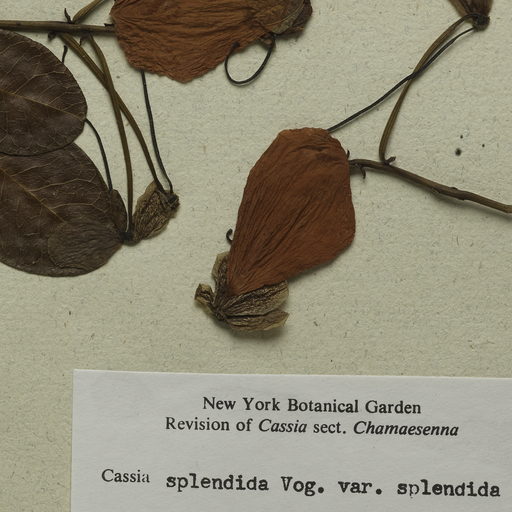 New York Botanical Garden
Revision of Cassia sect. Chamaesenna
Cassia splendida Vog. var. splendida